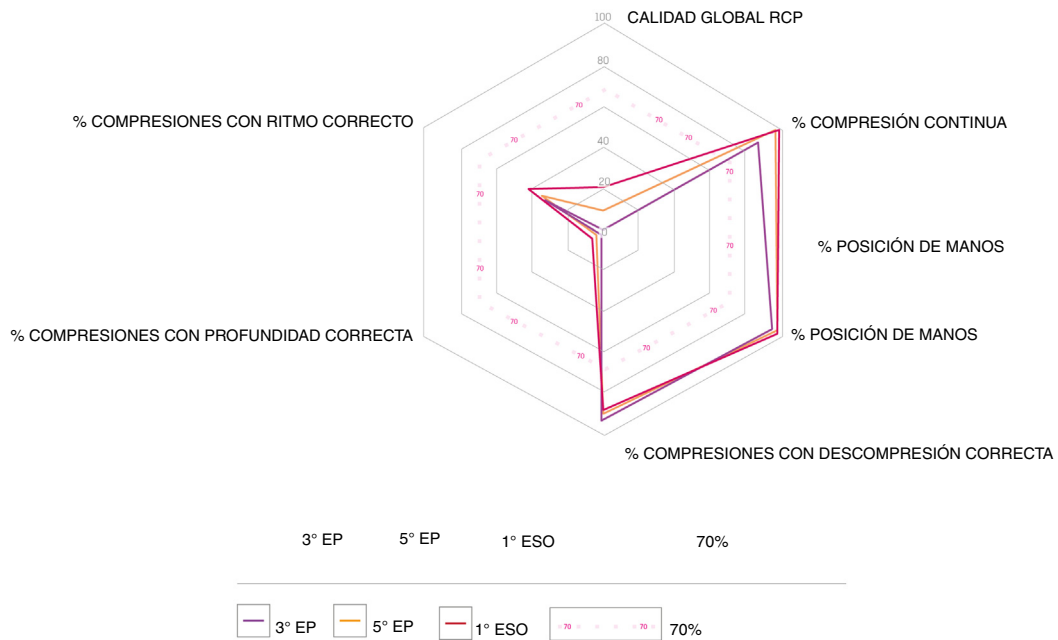 CALIDAD GLOBAL RCP
100
80
70
70
70
70
% COMPRESIONES CON RITMO CORRECTO
% COMPRESIÓN CONTINUA
40
70
70
20
0
% POSICIÓN DE MANOS
70
70
70
70
% COMPRESIONES CON PROFUNDIDAD CORRECTA
% POSICIÓN DE MANOS
70
70
% COMPRESIONES CON DESCOMPRESIÓN CORRECTA
3° EP 5° EP 1° ESO 70%
3° EP 5° EP 1° ESO 70 70 70%